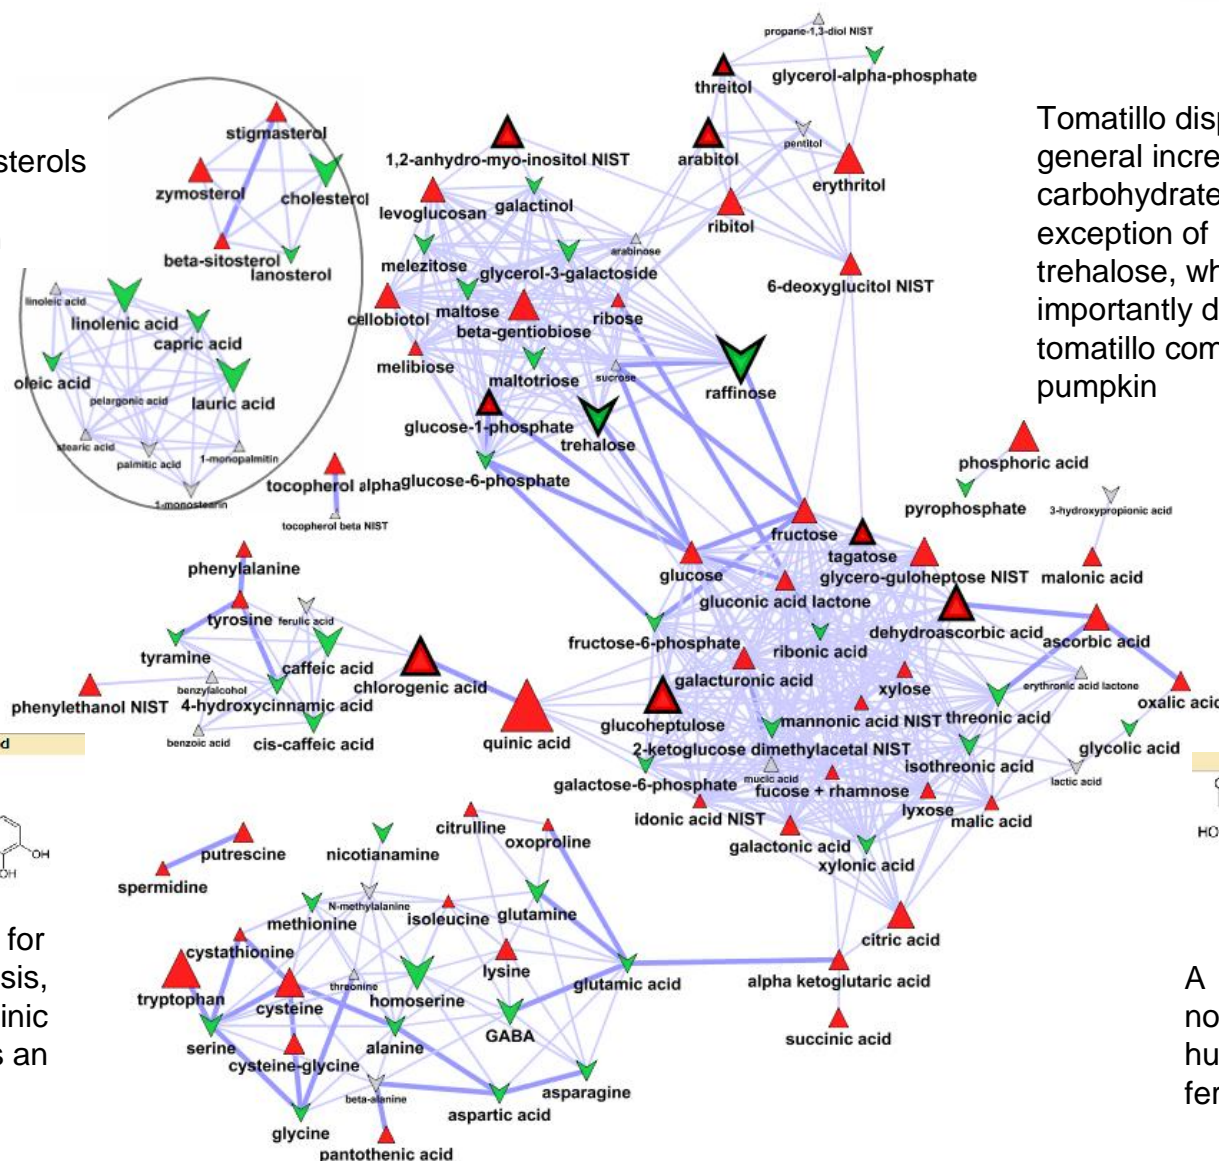 propane-1,3-diol NIST
glycerol-alpha-phosphate
threitol
pentitol
arabitol
erythritol
ribitol
6-deoxyglucitol NIST
Tomatillo disp
general incre
carbohydrate
exception of
trehalose, wh
importantly d
tomatillo com
pumpkin
sterols
stigmasterol
zymosterol
cholesterol
beta-sitosterol
lanosterol
linoleic acid
linolenic acid
capric acid
oleic acid
pelargonic acid
lauric acid
stearic acid
palmitic acid
1-monopalmitin
1-monostearin
1,2-anhydro-myo-inositol NIST
levoglucosan
galactinol
arabinose
melezitose
glycerol-3-galactoside
cellobiotol
maltose
beta-gentiobiose
ribose
melibiose
maltotriose
sucrose
raffinose
glucose-1-phosphate
trehalose
glucose-6-phosphate
tocopherol alpha
tocopherol beta NIST
phosphoric acid
pyrophosphate
3-hydroxypropionic acid
malonic acid
fructose
tagatose
glucose
glycero-guloheptose NIST
gluconic acid lactone
dehydroascorbic acid
ascorbic acid
fructose-6-phosphate
ribonic acid
galacturonic acid
xylose
erythronic acid lactone
oxalic acid
glucoheptulose
mannonic acid NIST
threonic acid
glycolic acid
2-ketoglucose dimethylacetal NIST
isothreonic acid
galactose-6-phosphate
mucic acid
fucose + rhamnose
lactic acid
idonic acid NIST
lyxose
malic acid
galactonic acid
xylonic acid
citric acid
alpha ketoglutaric acid
succinic acid
phenylalanine
tyrosine
ferulic acid
tyramine
caffeic acid
chlorogenic acid
benzylalcohol
phenylethanol NIST
4-hydroxycinnamic acid
benzoic acid
cis-caffeic acid
quinic acid
d
OH
OH
HO
putrescine
spermidine
nicotianamine
citrulline
oxoproline
N-methylalanine
methionine
isoleucine
glutamine
cystathionine
lysine
tryptophan
cysteine
threonine
homoserine
glutamic acid
GABA
serine
alanine
cysteine-glycine
beta-alanine
asparagine
aspartic acid
glycine
pantothenic acid
for
sis,
inic
s an
A
no
hu
fer